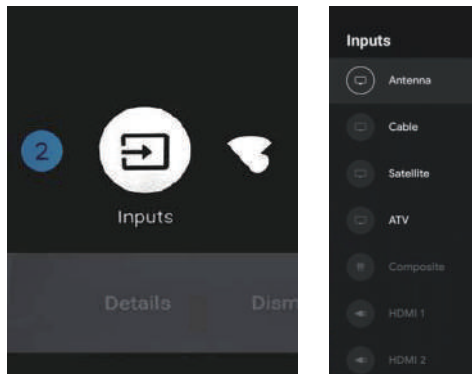 2
Inputs
Details
Dism
Inputs
Antenna
Cable
Satellite
ATV
Composite
HDMI 1
HDMI 2